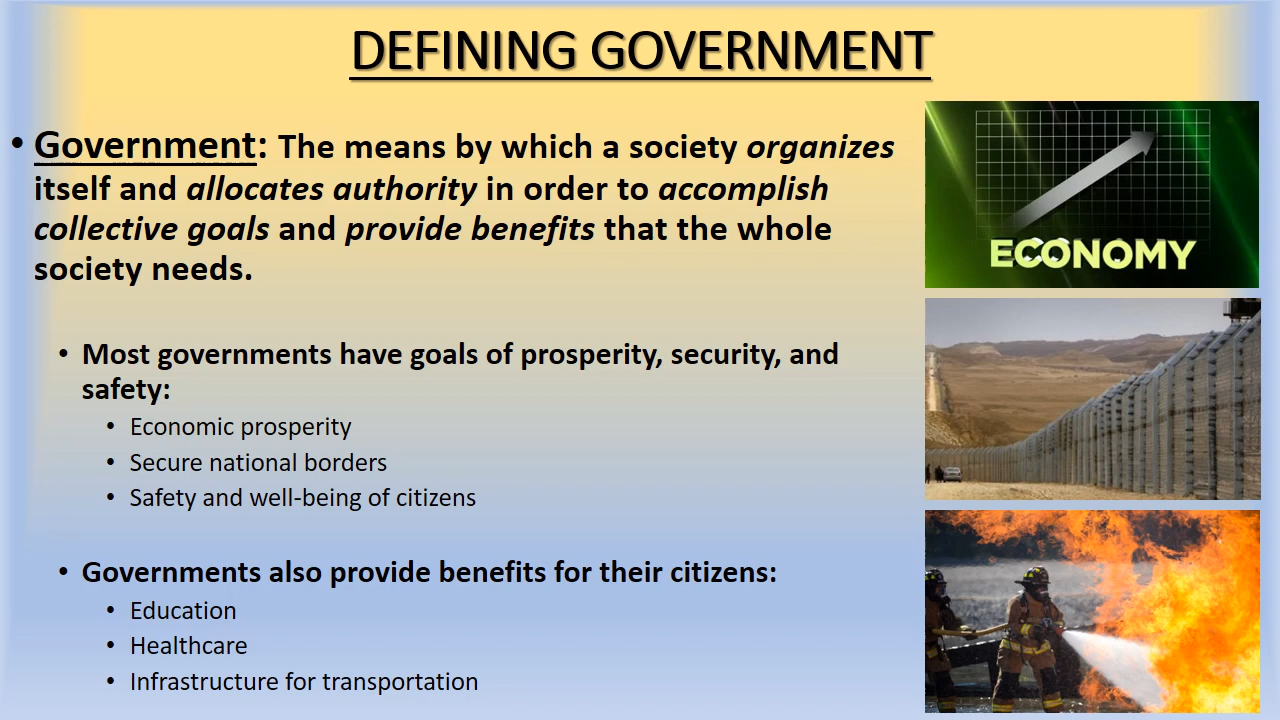 DEFINING GOVERNMENT
• Government: The means by which a society organizes
itself and allocates authority in order to accomplish
collective goals and provide benefits that the whole
society needs.
• Most governments have goals of prosperity, security, and
safety:
• Economic prosperity
• Secure national borders
• Safety and well-being of citizens
• Governments also provide benefits for their citizens:
• Education
• Healthcare
• Infrastructure for transportation
ECONOMY